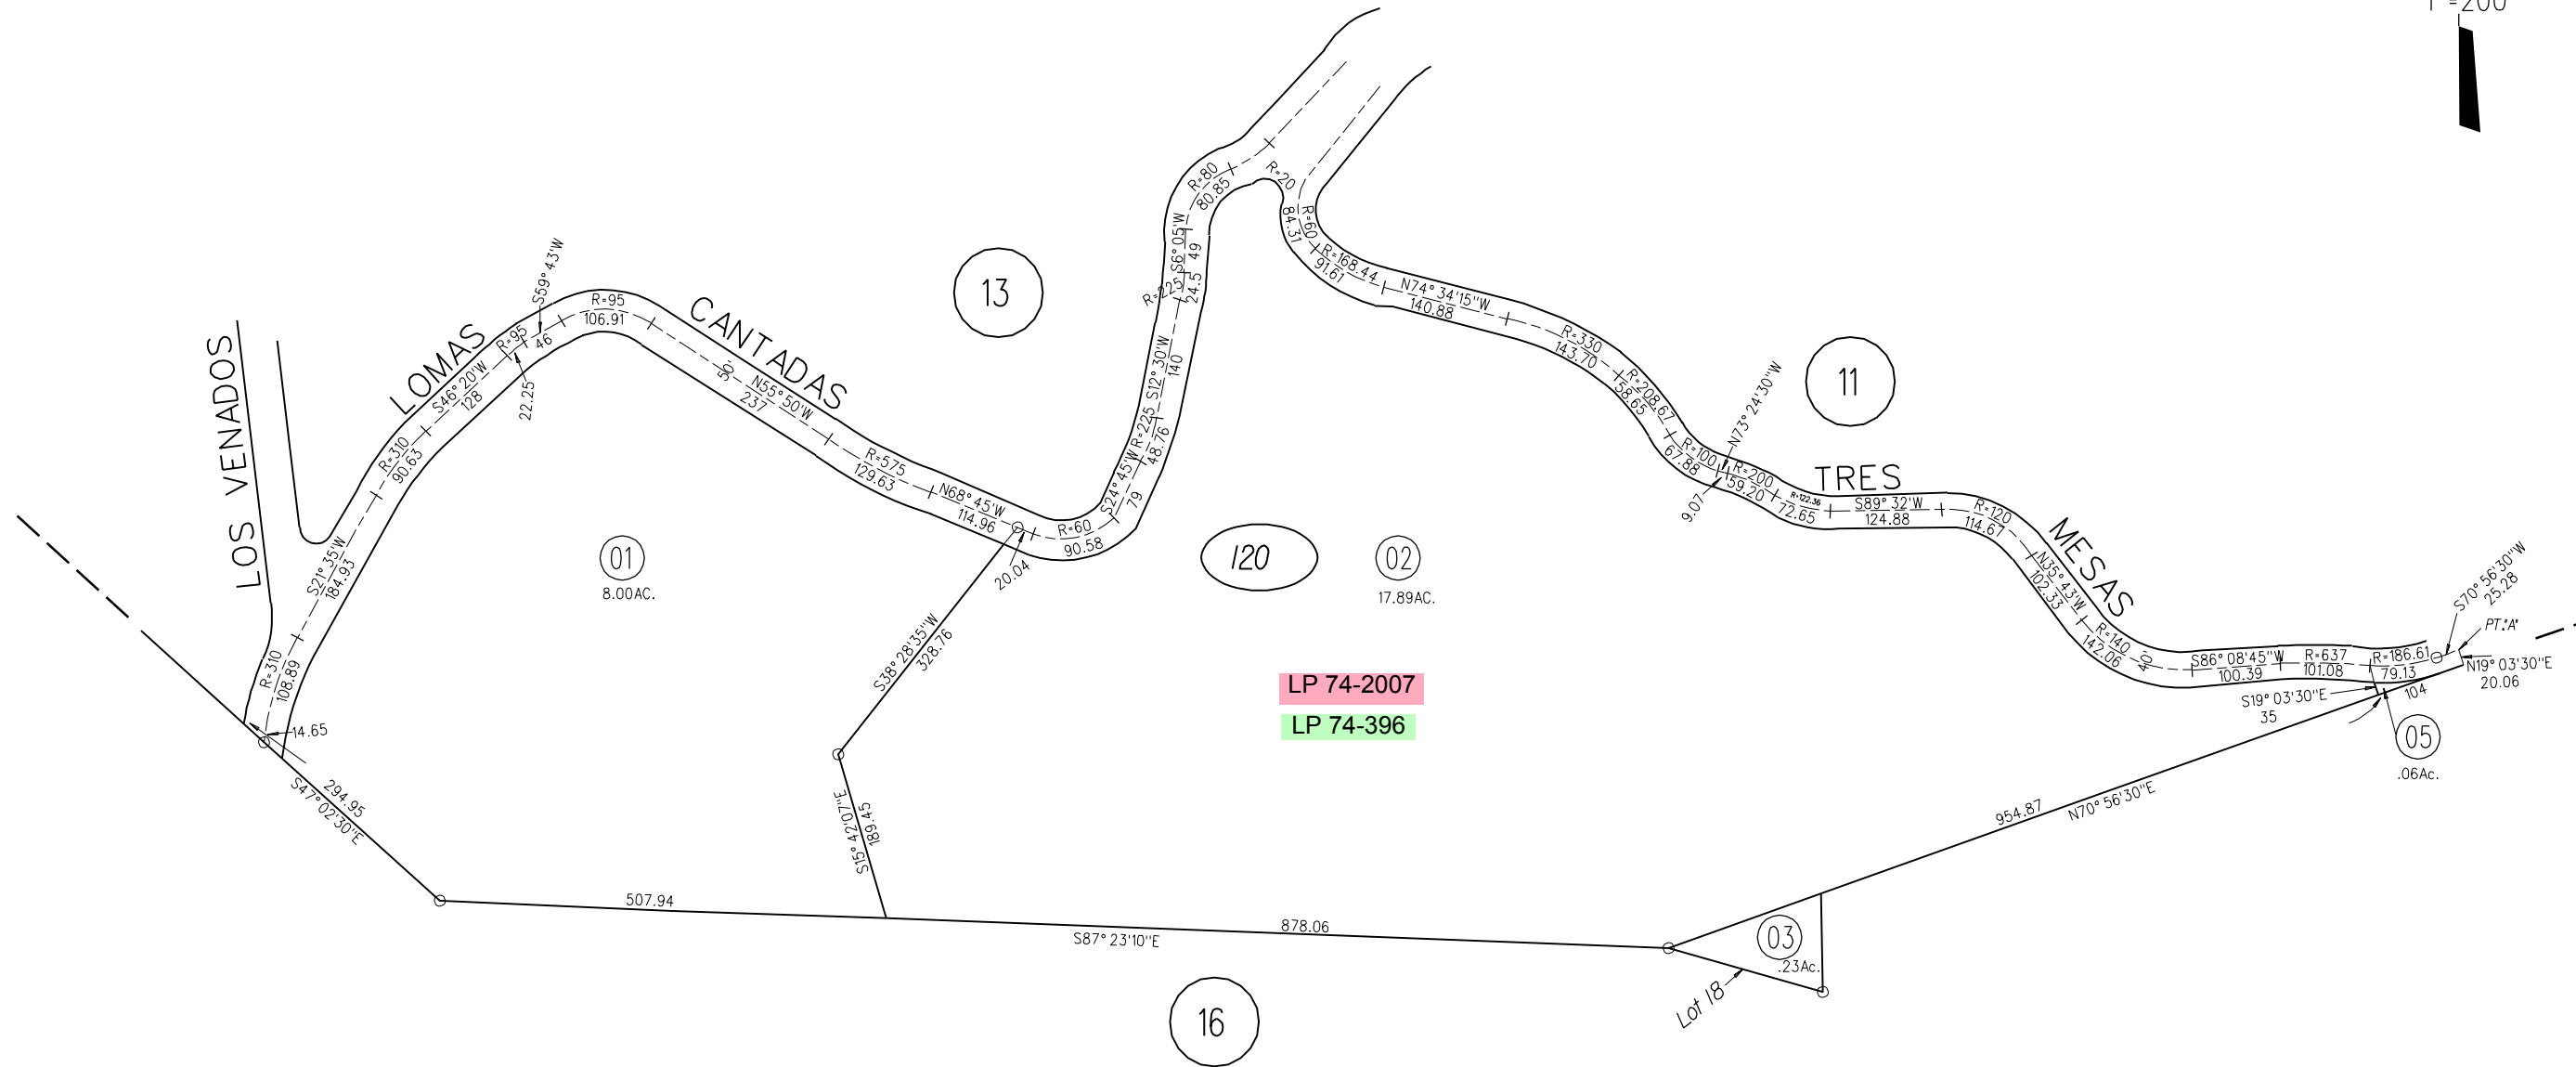 1"=200'
LOS VENADOS
LOMAS
CANTADAS
TRES
MESAS
13
11
16
120
01
8.00AC.
02
17.89AC.
03
.23Ac.
05
.06Ac.
LP 74-2007
LP 74-396
Lot 18
PT."A"
R=310
108.89
14.65
S21°35'W
184.93
R=310
90.63
S46°20'W
128
R=95
22.25
S59°43'W
46
R=95
106.91
50'
N55°50'W
237
R=575
129.63
N68°45'W
114.96
20.04
R=60
90.58
S24°45'W
79
R=225
48.76
S12°30'W
140
R=225
24.5
S6°05'W
49
R=80
80.85
R=20
R=60
84.31
R=168.44
91.61
N74°34'15"W
140.88
R=330
143.70
R=208.67
58.65
R=100
67.88
N73°24'30"W
9.07
R=200
59.20
R=122.36
72.65
S89°32'W
124.88
R=120
114.67
N35°43'W
102.33
R=140
142.06
40'
S86°08'45"W
100.39
R=637
101.08
R=186.61
79.13
S70°56'30"W
25.28
N19°03'30"E
20.06
S19°03'30"E
35
104
954.87
N70°56'30"E
S38°28'35"W
328.76
S15°42'07"E
189.45
294.95
S47°02'30"E
507.94
878.06
S87°23'10"E